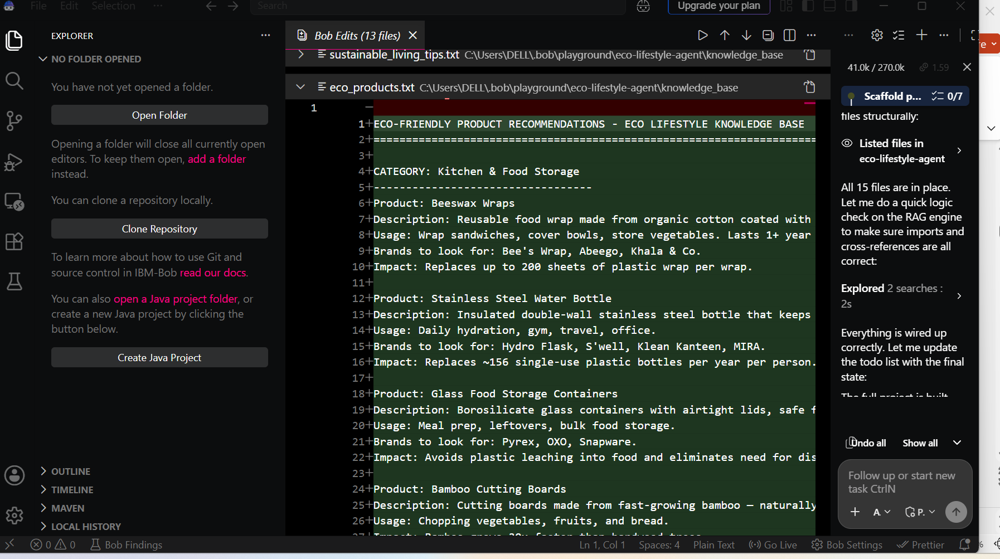 File Edit Selection ··· Search Upgrade your plan
EXPLORER
NO FOLDER OPENED
You have not yet opened a folder.
Open Folder
Opening a folder will close all currently open
editors. To keep them open, add a folder
instead.
You can clone a repository locally.
Clone Repository
To learn more about how to use Git and
source control in IBM-Bob read our docs.
You can also open a Java project folder, or
create a new Java project by clicking the
button below.
Create Java Project
OUTLINE
TIMELINE
MAVEN
LOCAL HISTORY
Bob Edits (13 files)
sustainable_living_tips.txt C:\Users\DELL\.bob\playground\eco-lifestyle-agent\knowledge_base
eco_products.txt C:\Users\DELL\.bob\playground\eco-lifestyle-agent\knowledge_base
1 −
1+ECO-FRIENDLY PRODUCT RECOMMENDATIONS - ECO LIFESTYLE KNOWLEDGE BASE
2+=====================================================================
3+
4+CATEGORY: Kitchen & Food Storage
5+----------------------------------
6+Product: Beeswax Wraps
7+Description: Reusable food wrap made from organic cotton coated with
8+Usage: Wrap sandwiches, cover bowls, store vegetables. Lasts 1+ year
9+Brands to look for: Bee's Wrap, Abeego, Khala & Co.
10+Impact: Replaces up to 200 sheets of plastic wrap per wrap.
11+
12+Product: Stainless Steel Water Bottle
13+Description: Insulated double-wall stainless steel bottle that keeps
14+Usage: Daily hydration, gym, travel, office.
15+Brands to look for: Hydro Flask, S'well, Klean Kanteen, MIRA.
16+Impact: Replaces ~156 single-use plastic bottles per year per person.
17+
18+Product: Glass Food Storage Containers
19+Description: Borosilicate glass containers with airtight lids, safe f
20+Usage: Meal prep, leftovers, bulk food storage.
21+Brands to look for: Pyrex, OXO, Snapware.
22+Impact: Avoids plastic leaching into food and eliminates need for dis
23+
24+Product: Bamboo Cutting Boards
25+Description: Cutting boards made from fast-growing bamboo — naturally
26+Usage: Chopping vegetables, fruits, and bread.
41.0k / 270.0k 1.59
Scaffold p... 0/7
files structurally:
Listed files in
eco-lifestyle-agent
All 15 files are in place.
Let me do a quick logic
check on the RAG engine
to make sure imports and
cross-references are all
correct:
Explored 2 searches :
2s
Everything is wired up
correctly. Let me update
the todo list with the final
state:
The full project is built
Undo all Show all
Follow up or start new
task CtrlN
A. P.
0 0 Bob Findings
Ln 1, Col 1 Spaces: 4 Plain Text Go Live Bob Settings Prettier